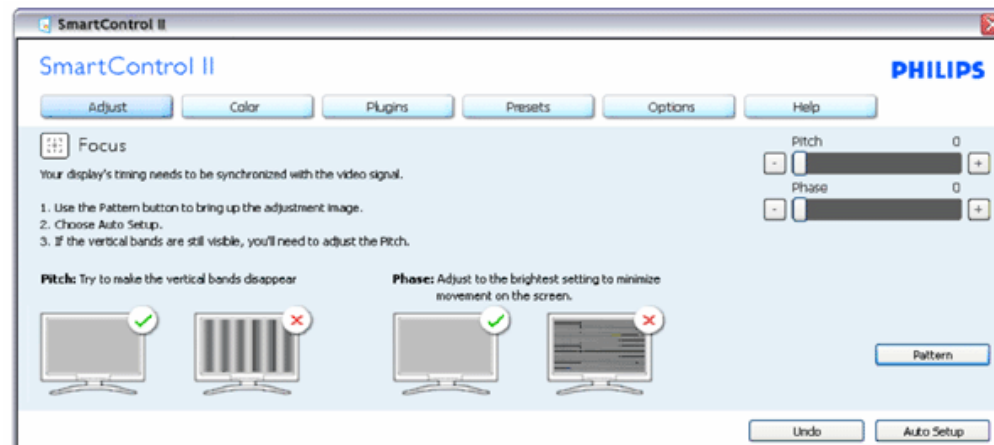 SmartControl II
SmartControl II
PHILIPS
Adjust Color Plugins Presets Options Help
Focus
Pitch 0
Your display's timing needs to be synchronized with the video signal.
- +
Phase 0
1. Use the Pattern button to bring up the adjustment image.
- +
2. Choose Auto Setup.
3. If the vertical bands are still visible, you'll need to adjust the Pitch.
Pitch: Try to make the vertical bands disappear
Phase: Adjust to the brightest setting to minimize
movement on the screen.
Pattern
Undo Auto Setup